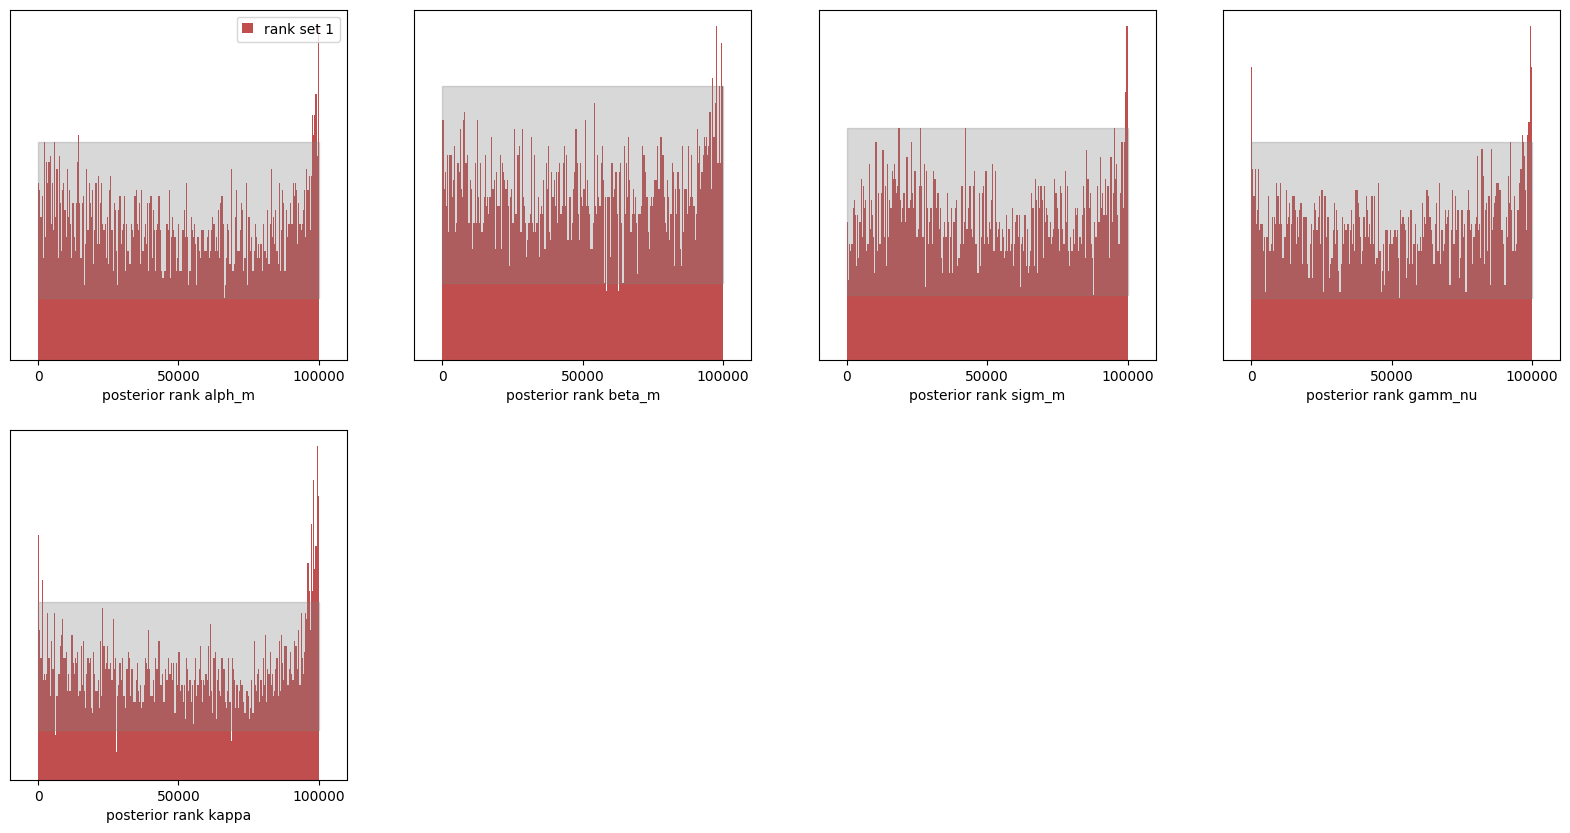 rank set 1
0 50000 100000
posterior rank alph_m
0 50000 100000
posterior rank beta_m
0 50000 100000
posterior rank sigm_m
0 50000 100000
posterior rank gamm_nu
0 50000 100000
posterior rank kappa